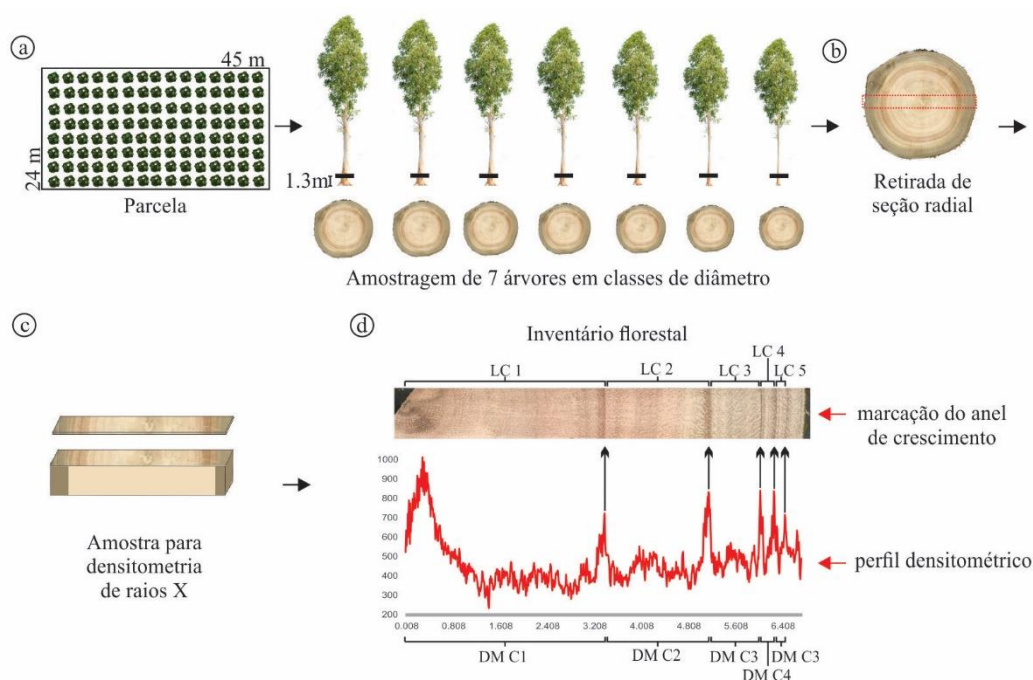 a
45 m
24 m
Parcela
1.3m
Amostragem de 7 árvores em classes de diâmetro
b
Retirada de
seção radial
c
Amostra para
densitometria
de raios X
d
Inventário florestal
LC 1
LC 2
LC 3
LC 4
LC 5
marcação do anel
de crescimento
1000
900
800
700
600
500
400
300
200
perfil densitométrico
0.008 0.808 1.608 2.408 3.208 4.008 4.808 5.608 6.408
DM C1
DM C2
DM C3
DM C4
DM C3